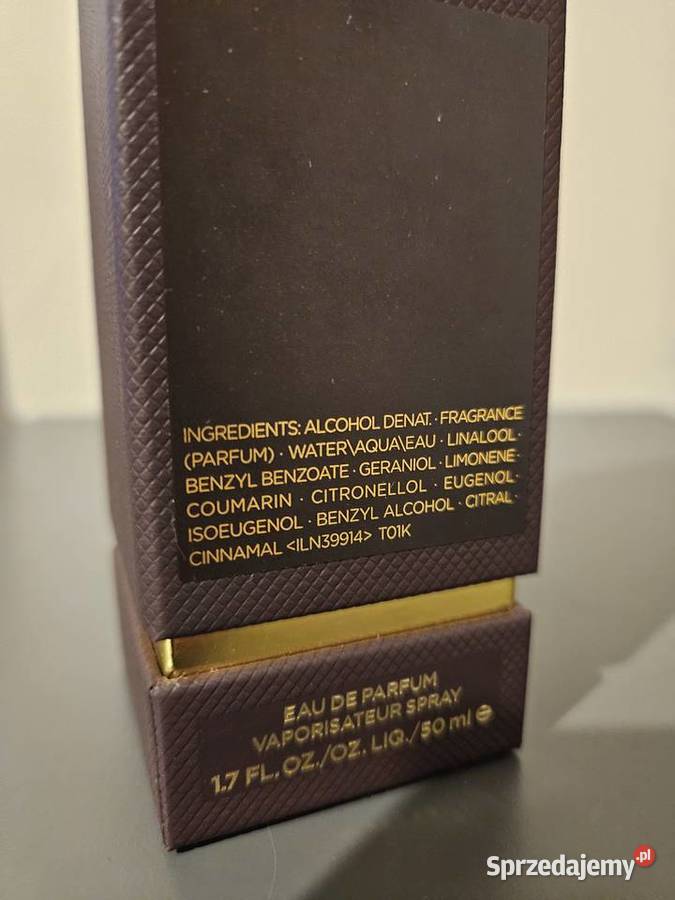 INGREDIENTS: ALCOHOL DENAT. · FRAGRANCE
(PARFUM) · WATER\AQUA\EAU · LINALOOL ·
BENZYL BENZOATE · GERANIOL · LIMONENE ·
COUMARIN · CITRONELLOL · EUGENOL ·
ISOEUGENOL · BENZYL ALCOHOL · CITRAL ·
CINNAMAL <ILN39914> T01K
EAU DE PARFUM
VAPORISATEUR SPRAY
1.7 FL. OZ./OZ. LIQ./50 ml ℮
Sprzedajemy.pl